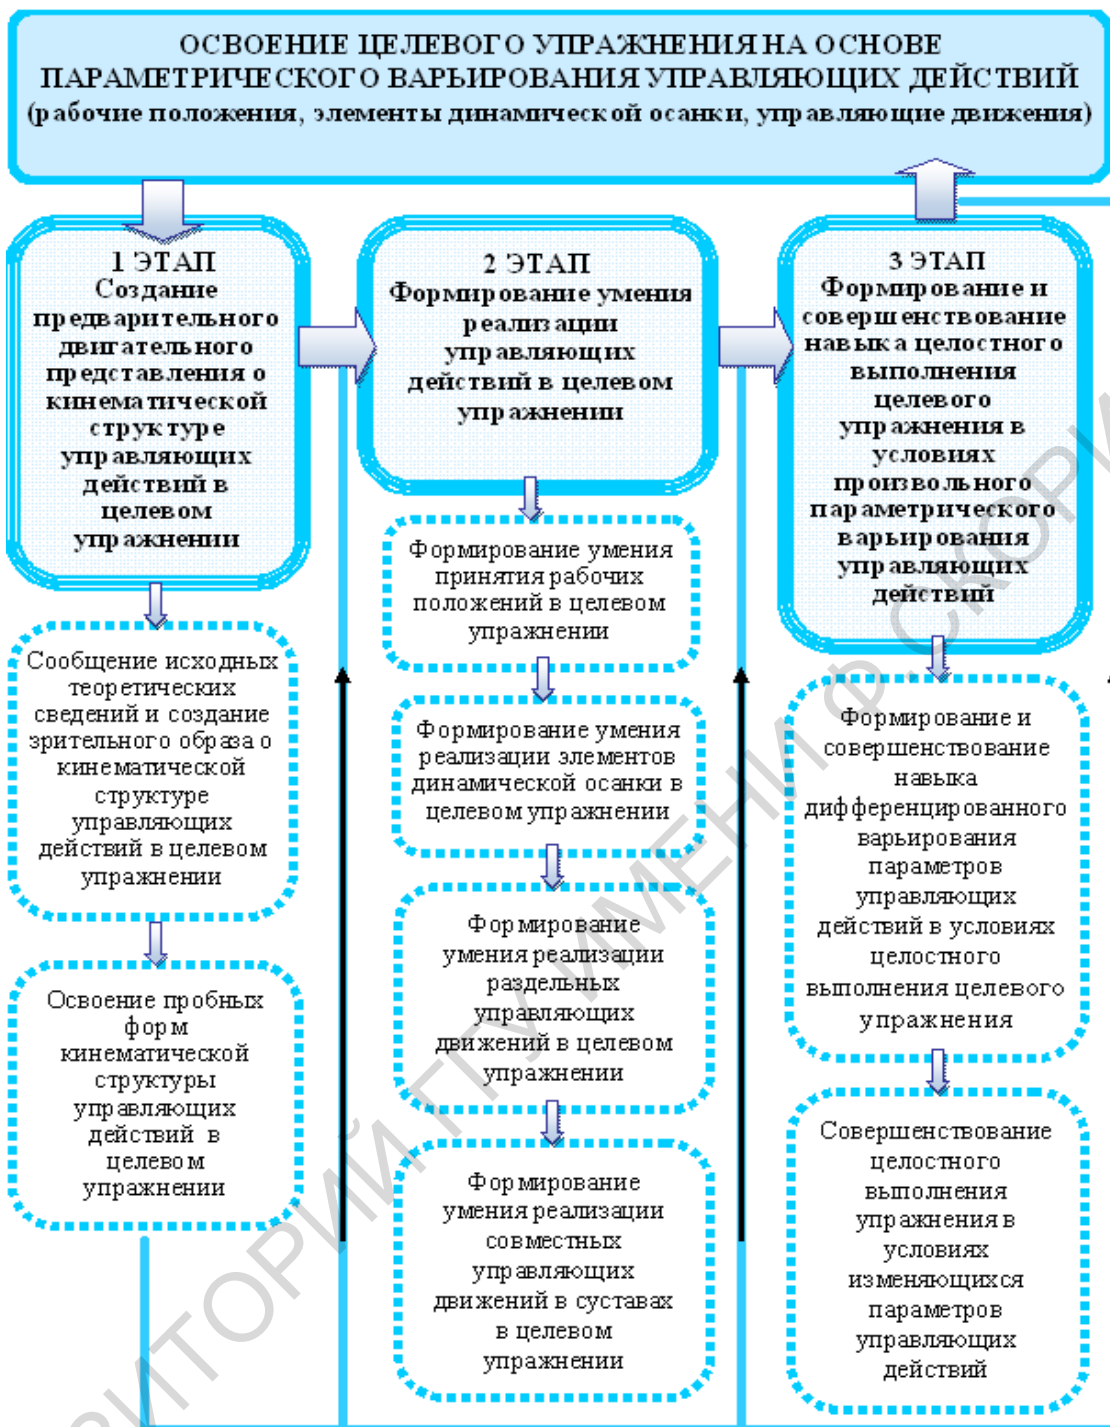 ОСВОЕНИЕ ЦЕЛЕВОГО УПРАЖНЕНИЯ НА ОСНОВЕ
ПАРАМЕТРИЧЕСКОГО ВАРЬИРОВАНИЯ УПРАВЛЯЮЩИХ ДЕЙСТВИЙ
(рабочие положения, элементы динамической осанки, управляющие движения)
1 ЭТАП
Создание
предварительного
двигательного
представления о
кинематической
структуре
управляющих
действий в
целевом
упражнении
Сообщение исходных
теоретических
сведений и создание
зрительного образа о
кинематической
структуре
управляющих
действий в целевом
упражнении
Освоение пробных
форм
кинематической
структуры
управляющих
действий в
целевом
упражнении
2 ЭТАП
Формирование умения
реализации
управляющих
действий в целевом
упражнении
Формирование умения
принятия рабочих
положений в целевом
упражнении
Формирование умения
реализации элементов
динамической осанки в
целевом упражнении
Формирование
умения реализации
раздельных
управляющих
движений в целевом
упражнении
Формирование
умения реализации
совместных
управляющих
движений в суставах
в целевом
упражнении
3 ЭТАП
Формирование и
совершенствование
навыка целостного
выполнения
целевого
упражнения в
условиях
произвольного
параметрического
варьирования
управляющих
действий
Формирование и
совершенствование
навыка
дифференцированного
варьирования
параметров
управляющих
действий в условиях
целостного
выполнения целевого
упражнения
Совершенствование
целостного
выполнения
упражнения в
условиях
изменяющихся
параметров
управляющих
действий
ГГУ ИМЕНИ Ф.